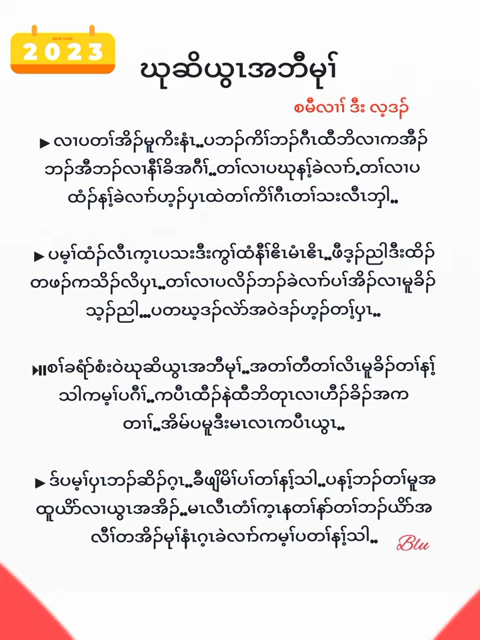 NEW YEAR
2023
ဃုဆိယွၤအဘီမုၢ်
စမီလၢၢ် ဒီး လ့ဒၣ်
▶ လၢပတၢ်အိၣ်မူကိးနံၤ..ပဘၣ်ကိၢ်ဘၣ်ဂီၤထီဘိလၢကအီၣ်
ဘၣ်အီဘၣ်လၢနီၢ်ခိအဂီၢ်..တၢ်လၢပဃုန့ၢ်ခဲလၢာ်.တၢ်လၢပ
ထံၣ်န့ၢ်ခဲလၢာ်ဟ့ၣ်ပှၤထဲတၢ်ကိၢ်ဂီၤတၢ်သးလီၤဘှါ..
▶ ပမ့ၢ်ထံၣ်လီၤက့ၤပသးဒီးကွၢ်ထံနီၢ်ဧိၤမံၤဧိၤ..ဖီဒ့ၣ်ညါဒီးထိၣ်
တဖၣ်ကသိၣ်လိပှၤ..တၢ်လၢပလိၣ်ဘၣ်ခဲလၢာ်ပၢ်အိၣ်လၢမူခိၣ်
သ့ၣ်ညါ...ပတဃ့ဒၣ်လဲာ်အဝဲဒၣ်ဟ့ၣ်တ့ၢ်ပှၤ..
⏯စၢ်ခရံာ်စံးဝဲဃုဆိယွၤအဘီမုၢ်..အတၢ်တီတၢ်လိၤမူခိၣ်တၢ်န့ၢ်
သါကမ့ၢ်ပဂီၢ်..ကပီၤထီၣ်နဲထီဘိတုၤလၢဟီၣ်ခိၣ်အက
တၢၢ်..အိမ်ပမူဒီးမၤလၤကပီၤယွၤ..
▶ ဒ်ပမ့ၢ်ပှၤဘၣ်ဆိၣ်ဂ့ၤ..ခီဖျိမိၢ်ပၢ်တၢ်န့ၢ်သါ..ပန့ၢ်ဘၣ်တၢ်မူအ
ထူယိာ်လၢယွၤအအိၣ်..မၤလီၤတံၢ်က့ၤနတၢ်နာ်တၢ်ဘၣ်ယိာ်အ
လီၢ်တအိၣ်မုၢ်နံၤဂ့ၤခဲလၢာ်ကမ့ၢ်ပတၢ်န့ၢ်သါ..
Blu